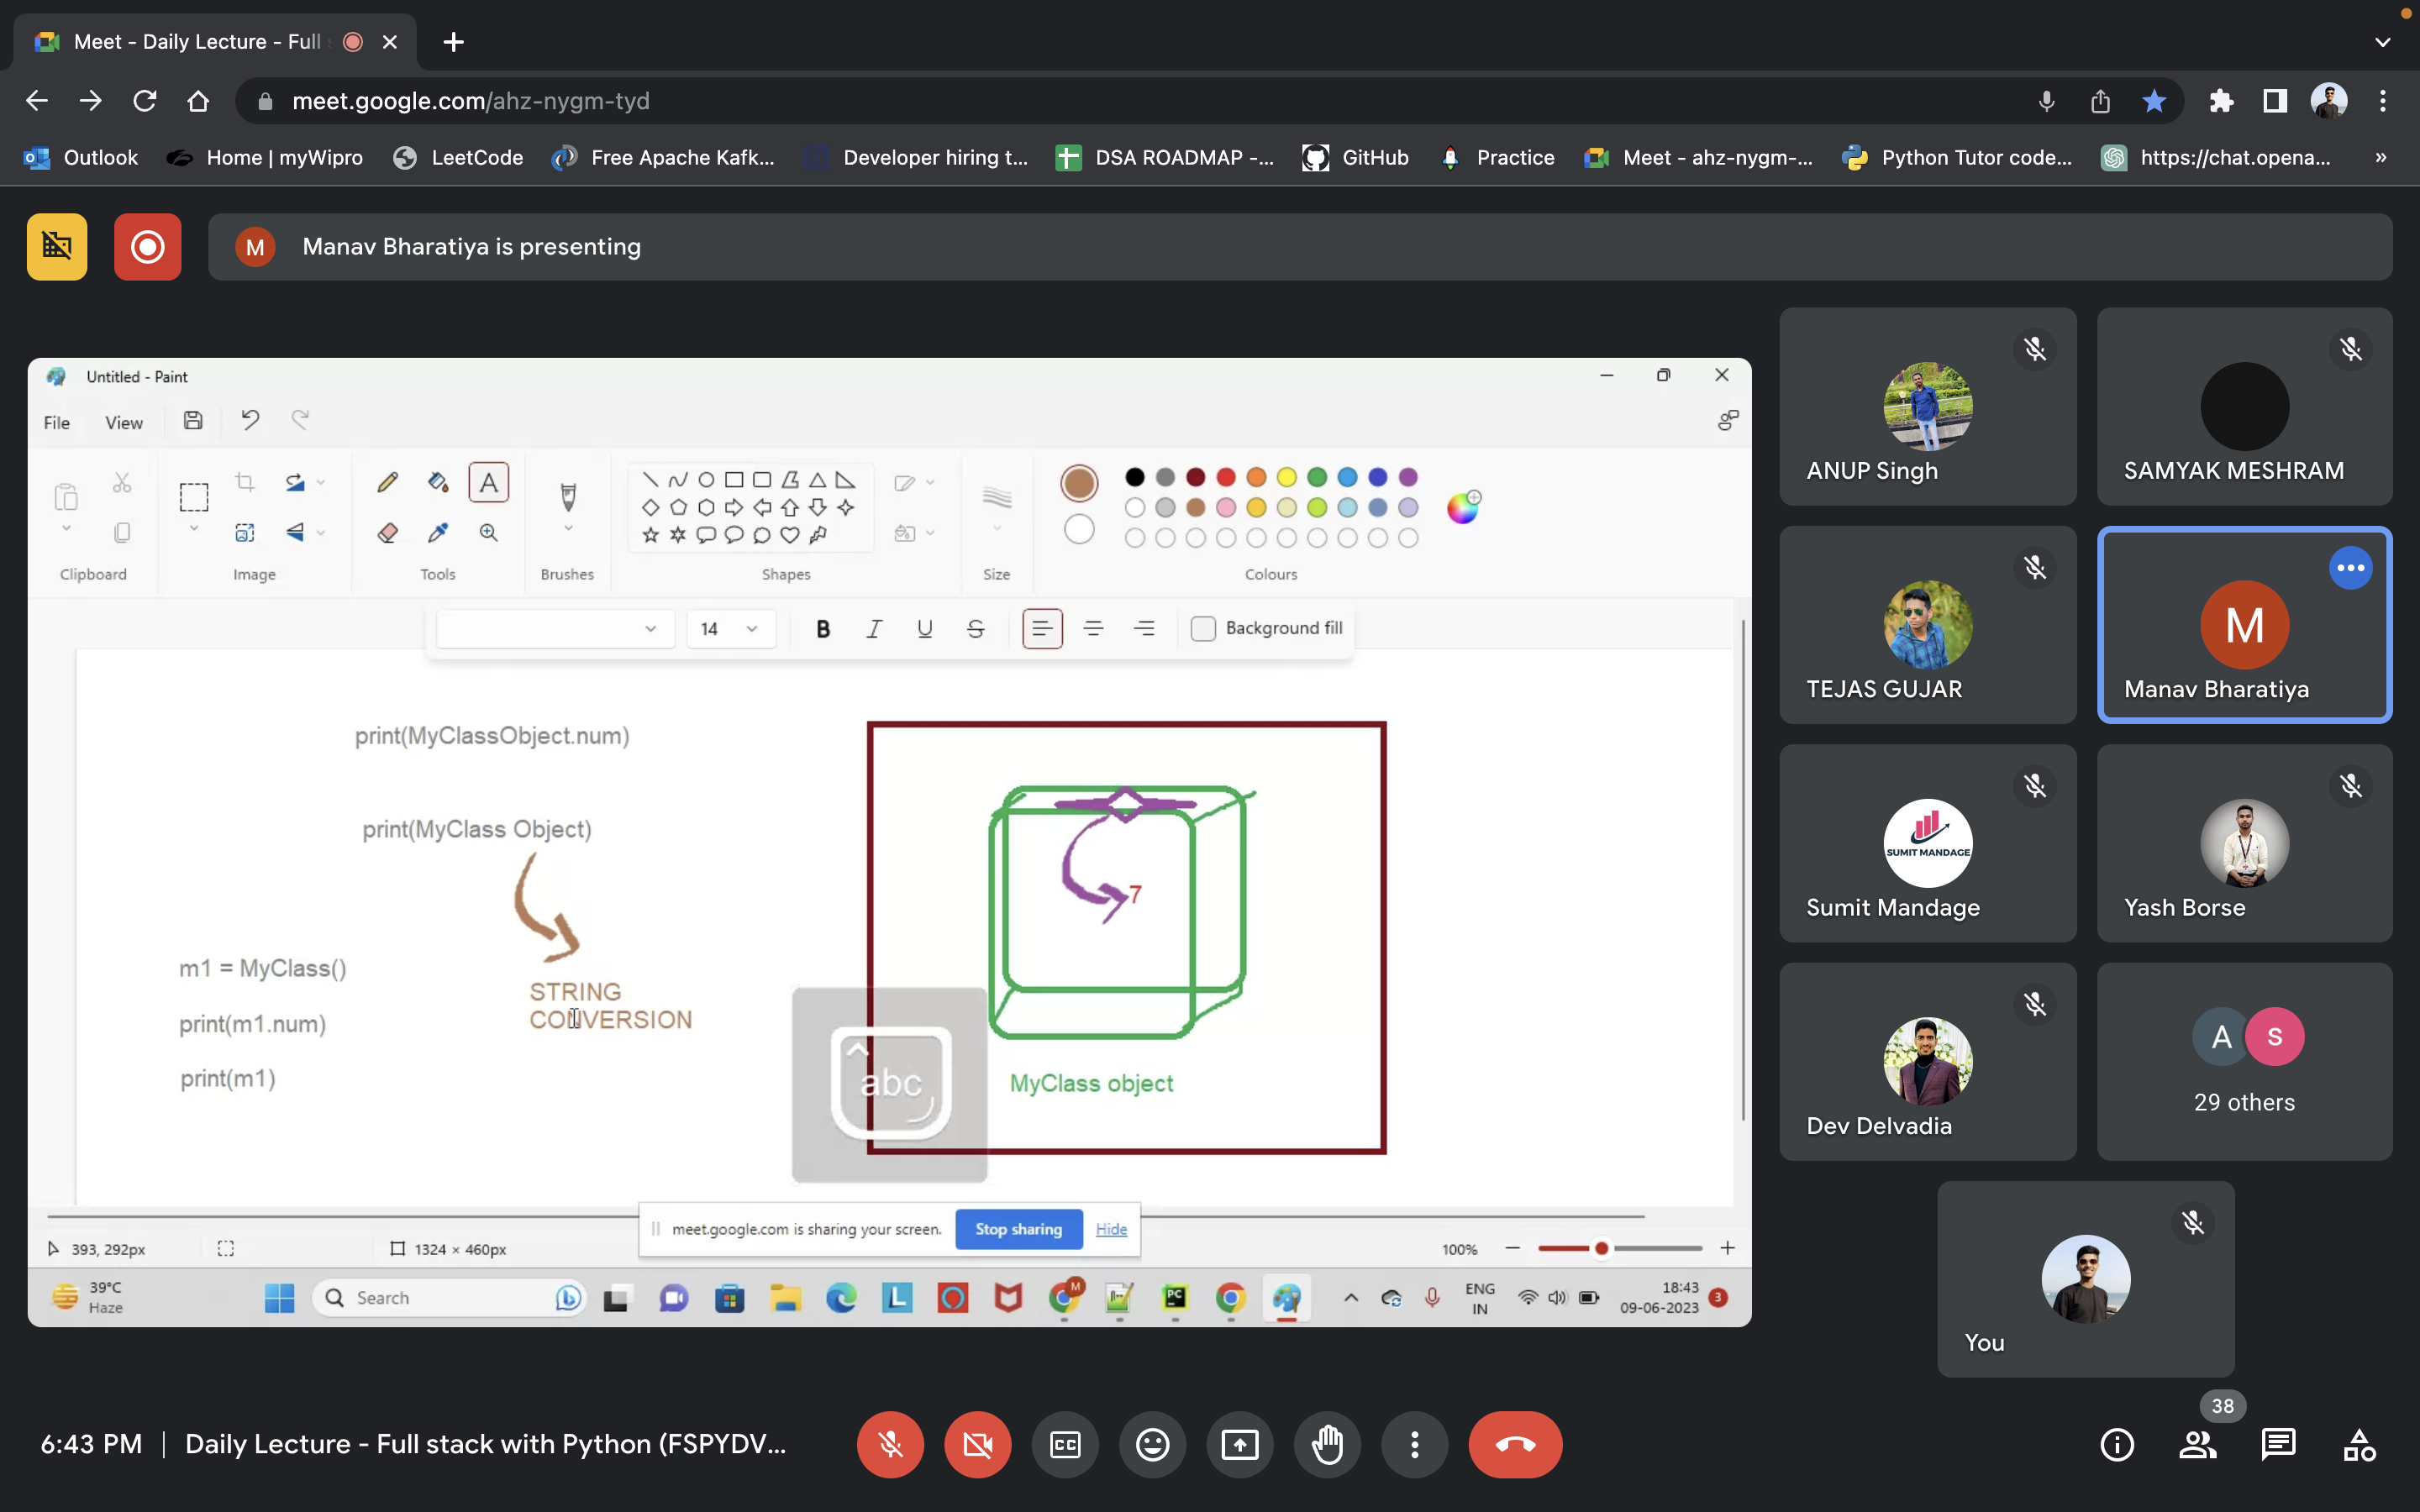 Meet - Daily Lecture - Full
meet.google.com/ahz-nygm-tyd
Outlook
Home | myWipro
LeetCode
Free Apache Kafk...
Developer hiring t...
DSA ROADMAP -...
GitHub
Practice
Meet - ahz-nygm-...
Python Tutor code...
https://chat.opena...
»
M
Manav Bharatiya is presenting
Untitled - Paint
File
View
A
Clipboard
Image
Tools
Brushes
Shapes
Size
Colours
14
B
I
U
S
Background fill
print(MyClassObject.num)
print(MyClass Object)
STRING
CONVERSION
m1 = MyClass()
print(m1.num)
print(m1)
7
abc
MyClass object
meet.google.com is sharing your screen.
Stop sharing
Hide
393, 292px
1324 × 460px
100%
39°C
Haze
Search
L
M
PC
ENG
IN
18:43
09-06-2023
3
ANUP Singh
SAMYAK MESHRAM
TEJAS GUJAR
M
Manav Bharatiya
SUMIT MANDAGE
Sumit Mandage
Yash Borse
Dev Delvadia
A
S
29 others
You
6:43 PM
Daily Lecture - Full stack with Python (FSPYDV...
CC
38